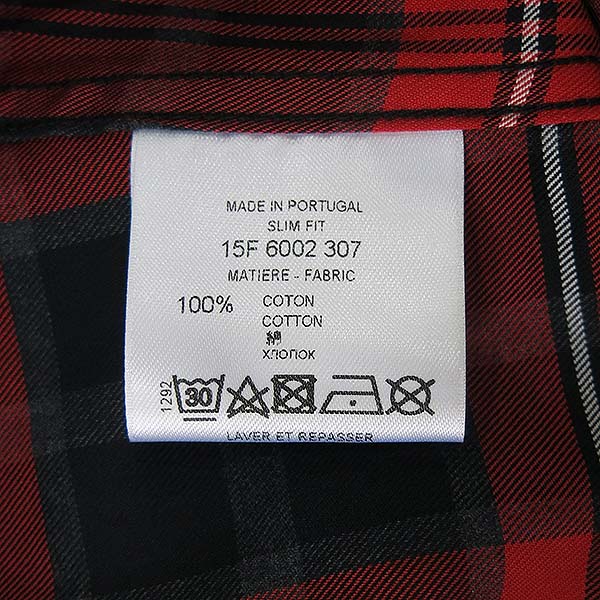 MADE IN PORTUGAL
SLIM FIT
15F 6002 307
MATIERE - FABRIC
100% COTON
COTTON
ХЛОПОК
1292
30
LAVER ET REPASSER